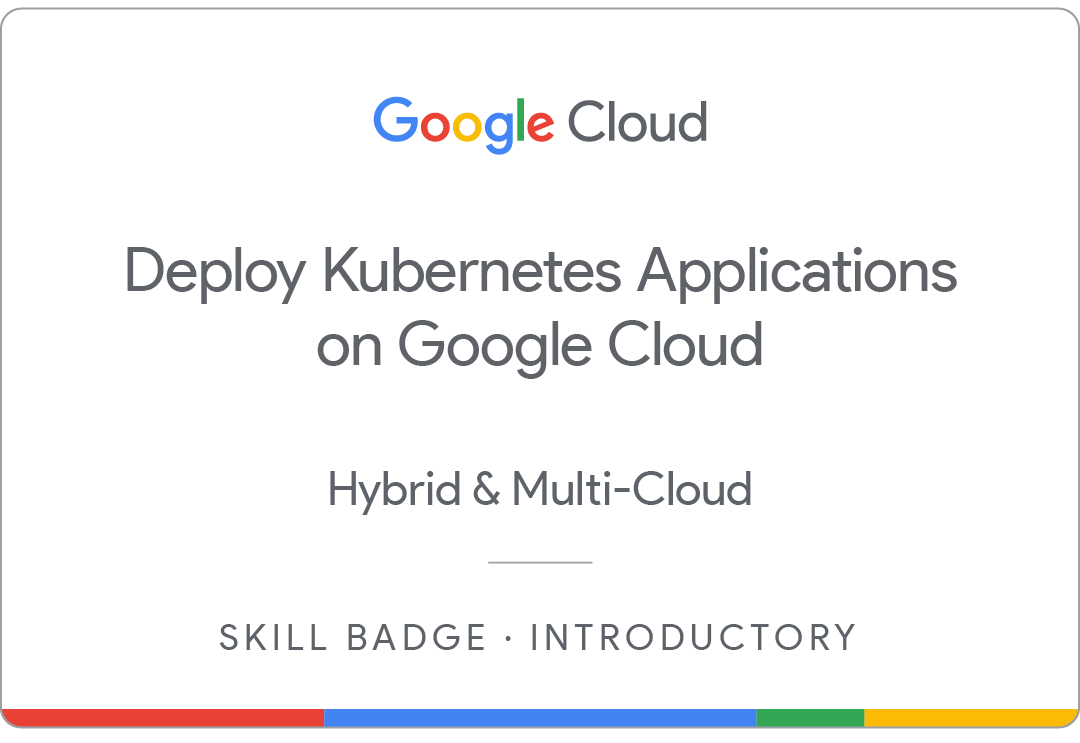 Google Cloud
Deploy Kubernetes Applications
on Google Cloud
Hybrid & Multi-Cloud
SKILL BADGE · INTRODUCTORY